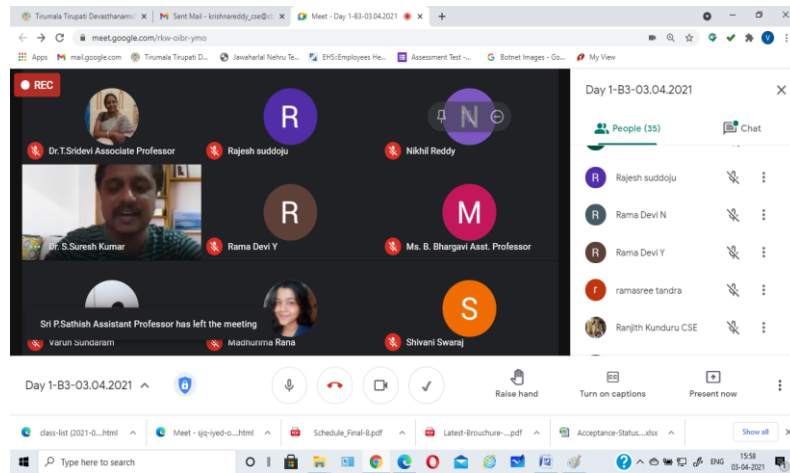 Tirumala Tirupati Devasthanams
Sent Mail - krishnareddy_cse@cb
Meet - Day 1-B3-03.04.2021
meet.google.com/rkw-oibr-ymo
Apps
mail.google.com
Tirumala Tirupati D...
Jawaharlal Nehru Te...
EHS:Employees He...
Assessment Test -...
Botnet Images - Go...
My View
REC
R
N
Dr.T.Sridevi Associate Professor
Rajesh suddoju
Nikhil Reddy
R
M
Dr. S.Suresh Kumar
Rama Devi Y
Ms. B. Bhargavi Asst. Professor
S
Sri P.Sathish Assistant Professor has left the meeting
Varun Sundaram
Madhurima Rana
Shivani Swaraj
Day 1-B3-03.04.2021
People (35)
Chat
R Rajesh suddoju
R Rama Devi N
R Rama Devi Y
r ramasree tandra
Ranjith Kunduru CSE
Day 1-B3-03.04.2021
Raise hand
Turn on captions
Present now
class-list (2021-0....html
Meet - sjq-iyed-o....html
Schedule_Final-8.pdf
Latest-Brouchure-....pdf
Acceptance-Status....xlsx
Show all
Type here to search
ENG
15:58
03-04-2021